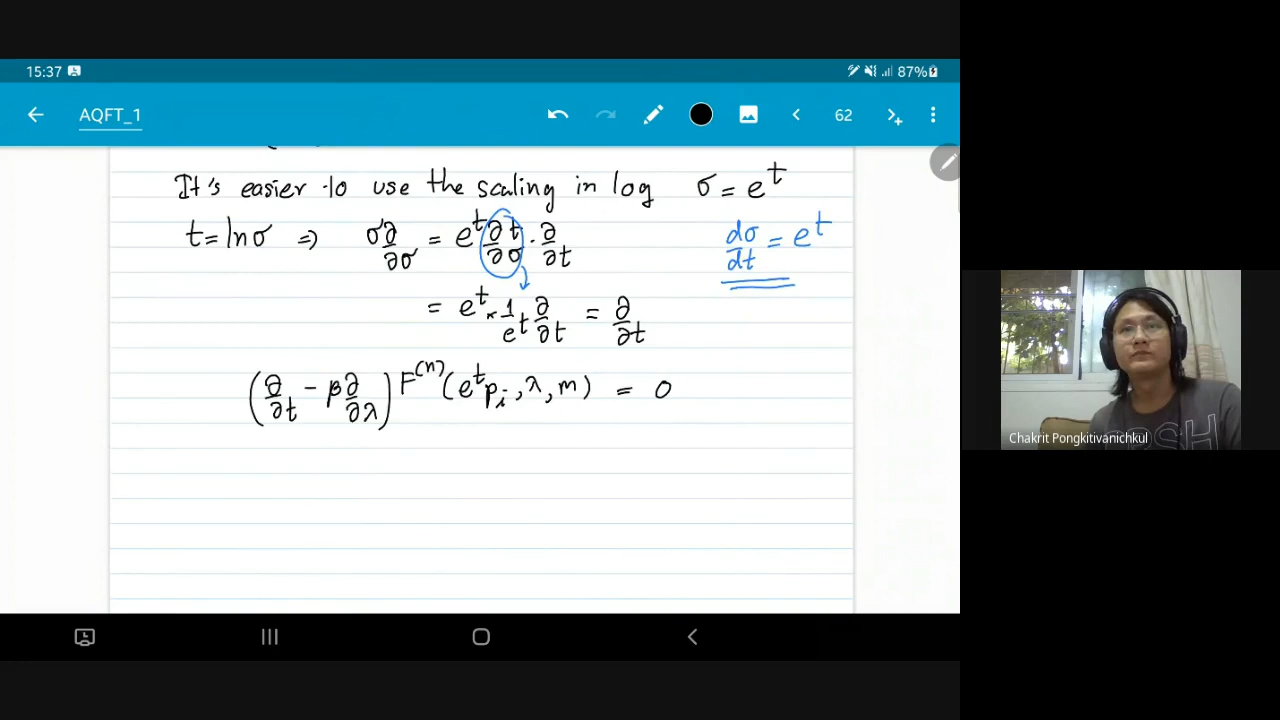 15:37 87%
AQFT_1 62
It's easier to use the scaling in log σ = e^t
t = ln σ ⇒ σ ∂/∂σ = e^t ∂t/∂σ · ∂/∂t dσ/dt = e^t
= e^t × 1/e^t ∂/∂t = ∂/∂t
(∂/∂t - β ∂/∂λ) F^(n) (e^t p_i, λ, m) = 0
Chakrit Pongkitivanichkul